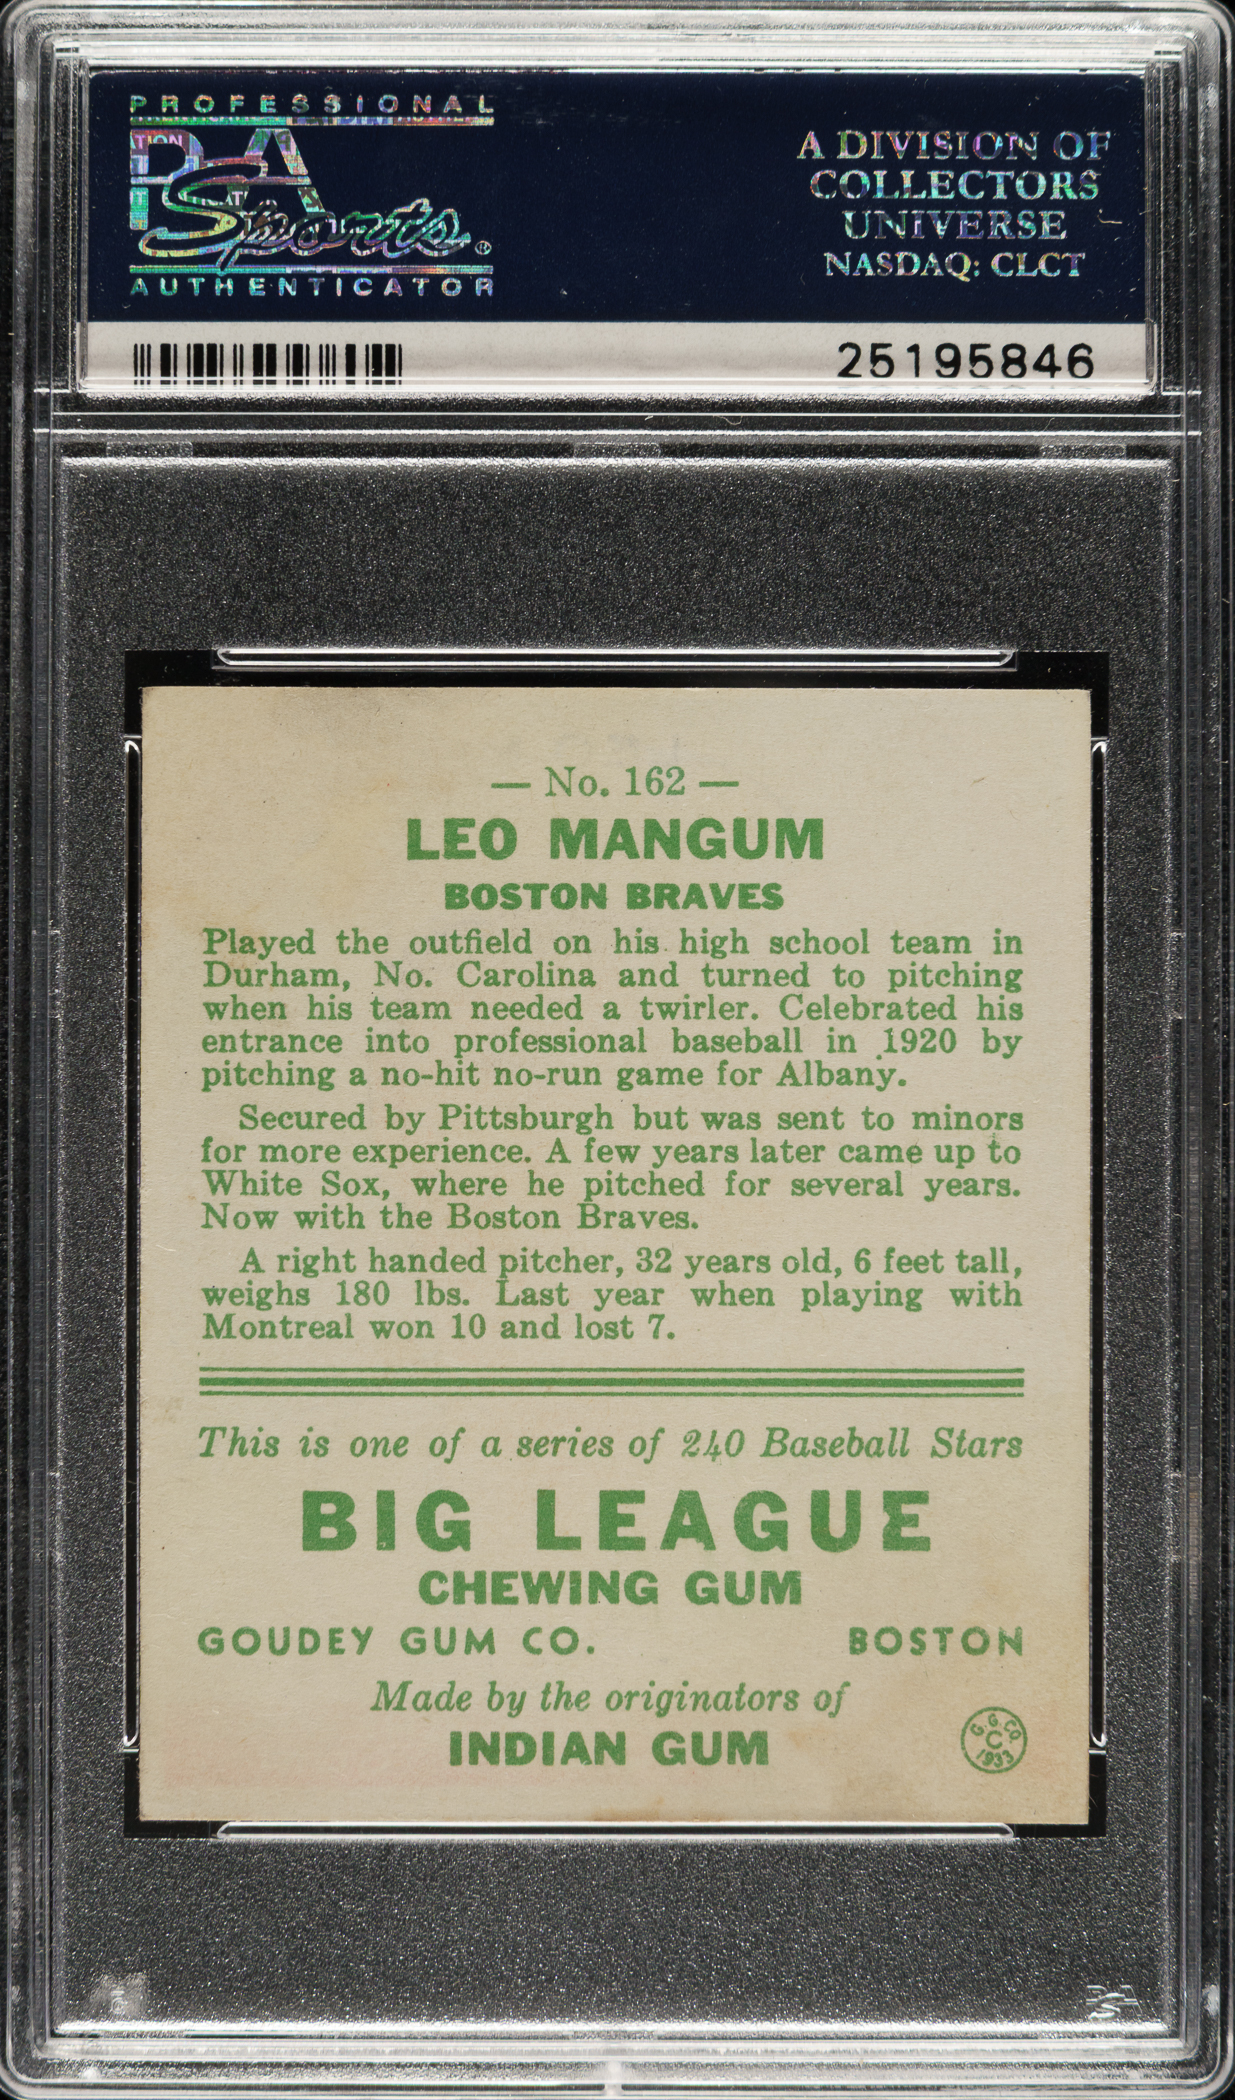 PROFESSIONAL
PSA
Sports®
AUTHENTICATOR
A DIVISION OF
COLLECTORS
UNIVERSE
NASDAQ: CLCT
25195846
— No. 162 —
LEO MANGUM
BOSTON BRAVES
Played the outfield on his high school team in
Durham, No. Carolina and turned to pitching
when his team needed a twirler. Celebrated his
entrance into professional baseball in 1920 by
pitching a no-hit no-run game for Albany.
Secured by Pittsburgh but was sent to minors
for more experience. A few years later came up to
White Sox, where he pitched for several years.
Now with the Boston Braves.
A right handed pitcher, 32 years old, 6 feet tall,
weighs 180 lbs. Last year when playing with
Montreal won 10 and lost 7.
This is one of a series of 240 Baseball Stars
BIG LEAGUE
CHEWING GUM
GOUDEY GUM CO. BOSTON
Made by the originators of
INDIAN GUM
G. G. CO.
C
1933
PSA